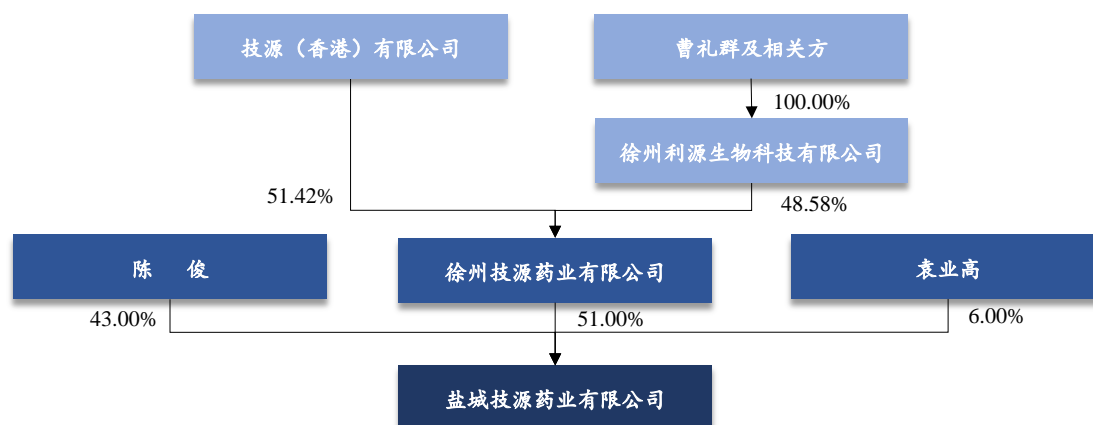 技源（香港）有限公司
曹礼群及相关方
100.00%
徐州利源生物科技有限公司
51.42%
48.58%
陈 俊
徐州技源药业有限公司
袁业高
43.00%
51.00%
6.00%
盐城技源药业有限公司